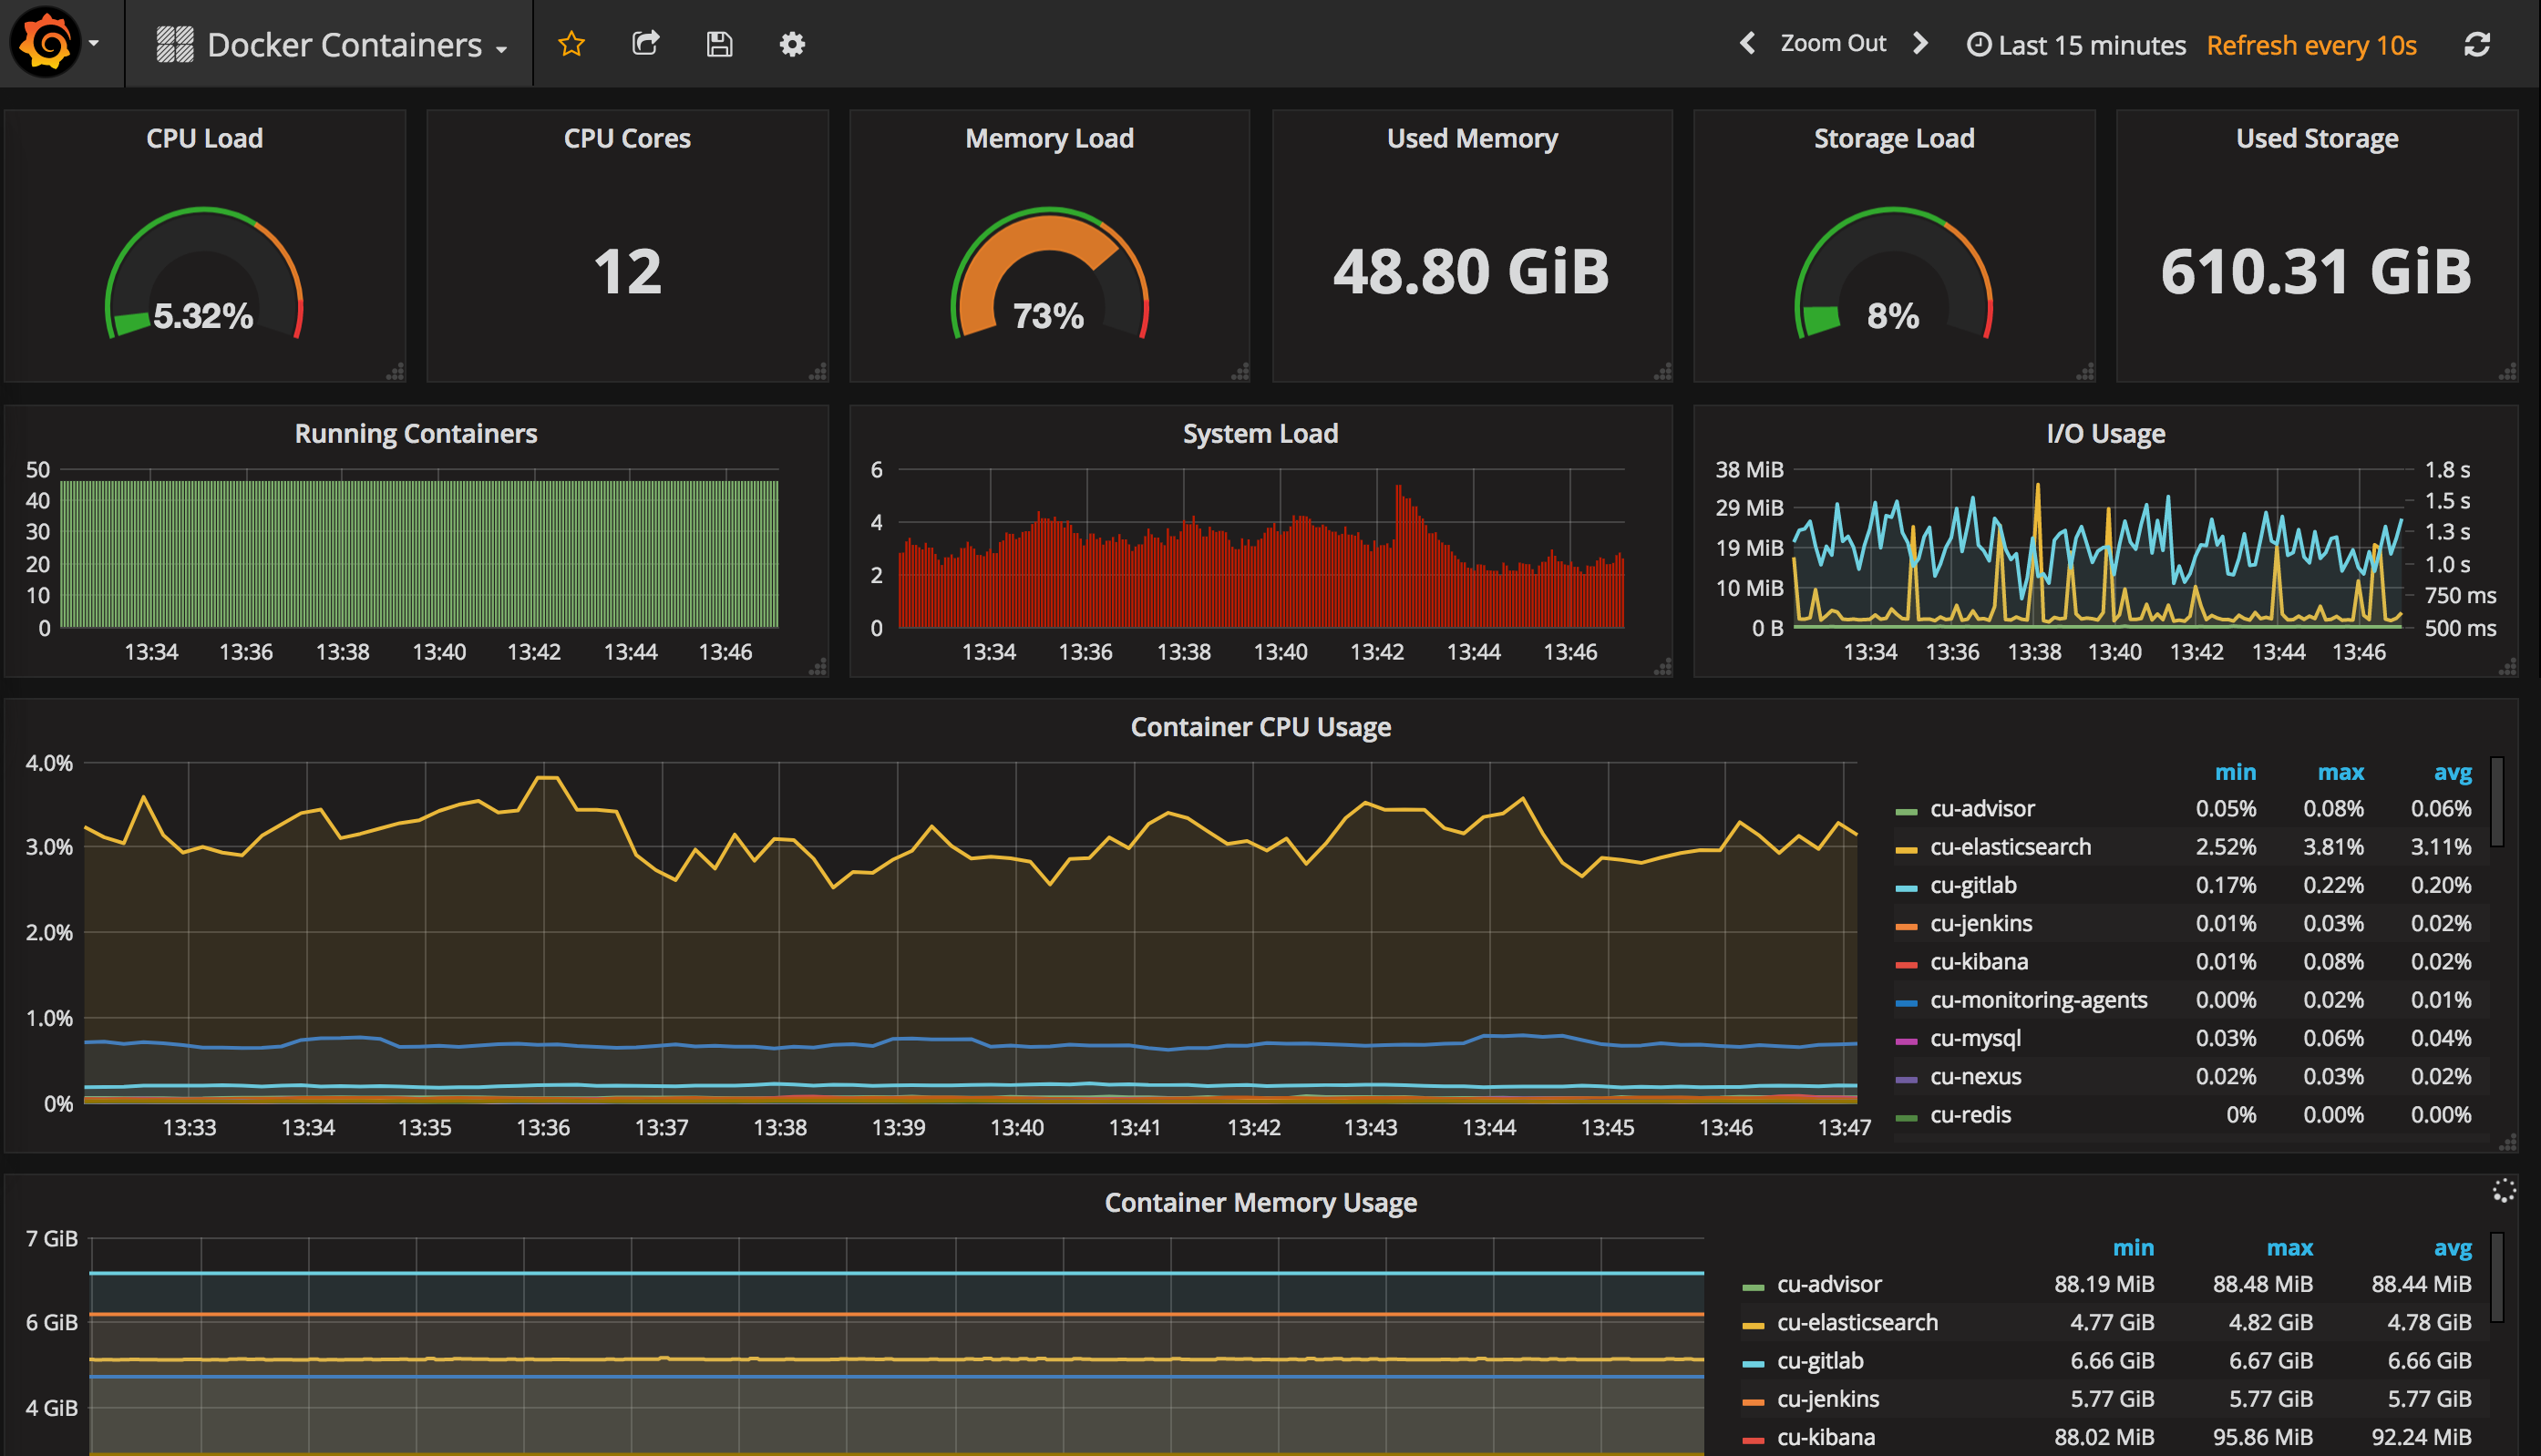 Docker Containers
Zoom Out
Last 15 minutes Refresh every 10s
CPU Load
5.32%
CPU Cores
12
Memory Load
73%
Used Memory
48.80 GiB
Storage Load
8%
Used Storage
610.31 GiB
Running Containers
50
40
30
20
10
0
13:34 13:36 13:38 13:40 13:42 13:44 13:46
System Load
6
4
2
0
13:34 13:36 13:38 13:40 13:42 13:44 13:46
I/O Usage
38 MiB 1.8 s
1.5 s
29 MiB
1.3 s
19 MiB
1.0 s
10 MiB
750 ms
0 B 500 ms
13:34 13:36 13:38 13:40 13:42 13:44 13:46
Container CPU Usage
4.0%
3.0%
2.0%
1.0%
0%
13:33 13:34 13:35 13:36 13:37 13:38 13:39 13:40 13:41 13:42 13:43 13:44 13:45 13:46 13:47
min max avg
cu-advisor 0.05% 0.08% 0.06%
cu-elasticsearch 2.52% 3.81% 3.11%
cu-gitlab 0.17% 0.22% 0.20%
cu-jenkins 0.01% 0.03% 0.02%
cu-kibana 0.01% 0.08% 0.02%
cu-monitoring-agents 0.00% 0.02% 0.01%
cu-mysql 0.03% 0.06% 0.04%
cu-nexus 0.02% 0.03% 0.02%
cu-redis 0% 0.00% 0.00%
Container Memory Usage
7 GiB
6 GiB
4 GiB
min max avg
cu-advisor 88.19 MiB 88.48 MiB 88.44 MiB
cu-elasticsearch 4.77 GiB 4.82 GiB 4.78 GiB
cu-gitlab 6.66 GiB 6.67 GiB 6.66 GiB
cu-jenkins 5.77 GiB 5.77 GiB 5.77 GiB
cu-kibana 88.02 MiB 95.86 MiB 92.24 MiB